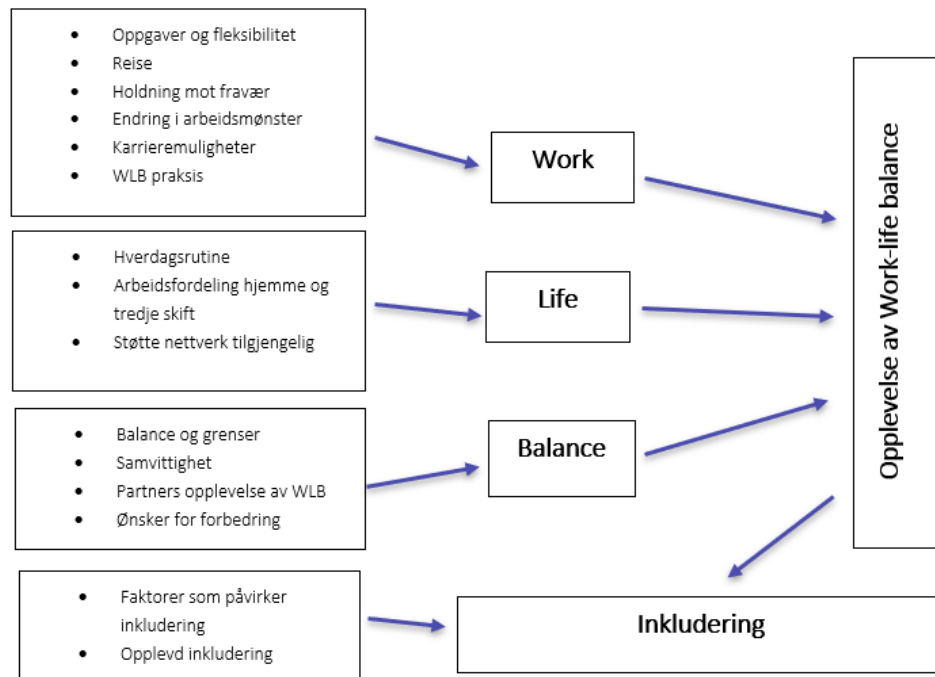 Oppgaver og fleksibilitet
Reise
Holdning mot fravær
Endring i arbeidsmønster
Karrieremuligheter
WLB praksis
Work
Hverdagsrutine
Arbeidsfordeling hjemme og
tredje skift
Støtte nettverk tilgjengelig
Life
Balance og grenser
Samvittighet
Partners opplevelse av WLB
Ønsker for forbedring
Balance
Opplevelse av Work-life balance
Faktorer som påvirker
inkludering
Opplevd inkludering
Inkludering